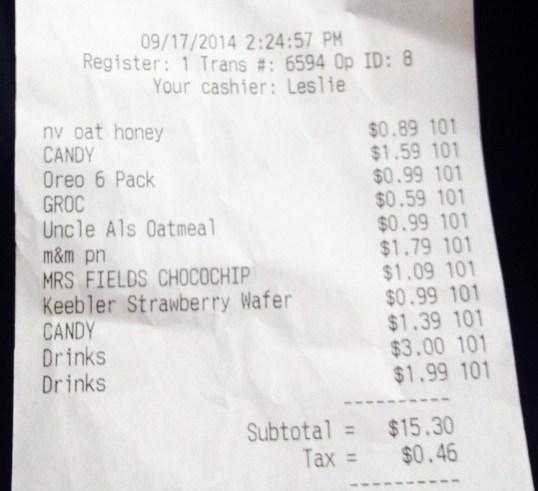 09/17/2014 2:24:57 PM
Register: 1 Trans #: 6594 Op ID: 8
Your cashier: Leslie
nv oat honey $0.89 101
CANDY $1.59 101
Oreo 6 Pack $0.99 101
GROC $0.59 101
Uncle Als Oatmeal $0.99 101
m&m pn $1.79 101
MRS FIELDS CHOCOCHIP $1.09 101
Keebler Strawberry Wafer $0.99 101
CANDY $1.39 101
Drinks $3.00 101
Drinks $1.99 101
----------
Subtotal = $15.30
Tax = $0.46
----------